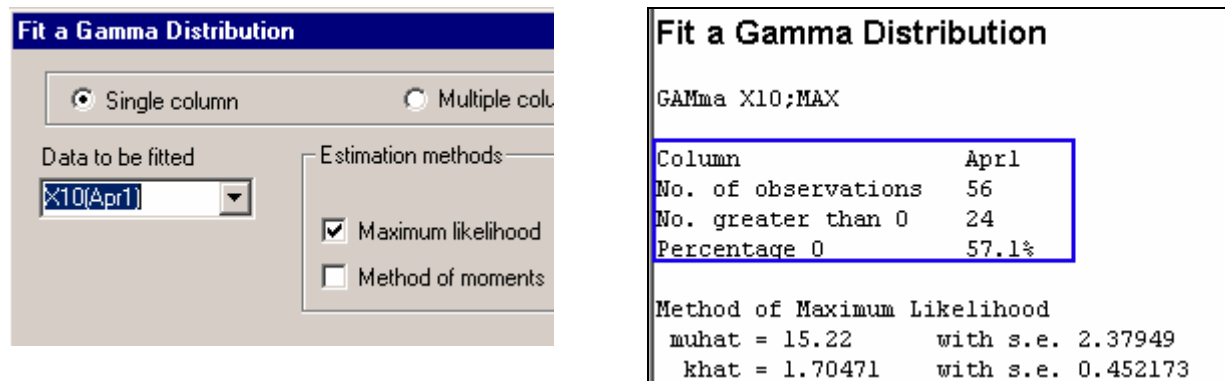 Fit a Gamma Distribution
Single column
Multiple colu
Data to be fitted
Estimation methods
X10(Apr1)
Maximum likelihood
Method of moments
Fit a Gamma Distribution
GAMma X10;MAX
Column Apr1
No. of observations 56
No. greater than 0 24
Percentage 0 57.1%
Method of Maximum Likelihood
muhat = 15.22 with s.e. 2.37949
khat = 1.70471 with s.e. 0.452173